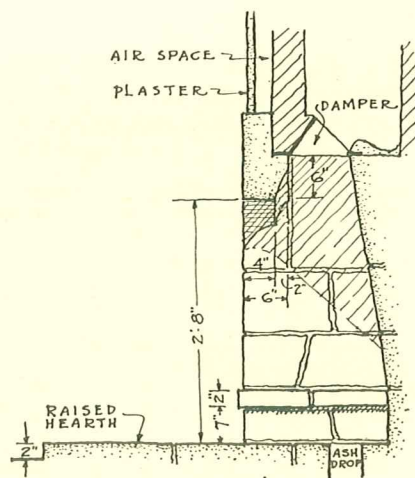 AIR SPACE
PLASTER
DAMPER
6"
4"
2"
6"
2'-8"
2"
7"
RAISED
HEARTH
2"
ASH
DROP